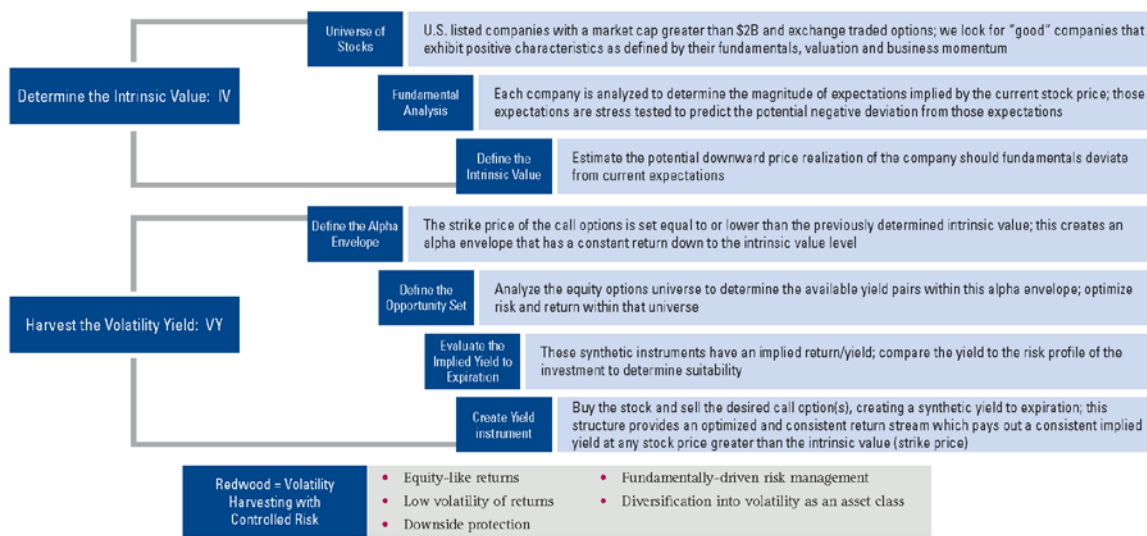 Universe of
Stocks
U.S. listed companies with a market cap greater than $2B and exchange traded options; we look for “good” companies that
exhibit positive characteristics as defined by their fundamentals, valuation and business momentum
Determine the Intrinsic Value: IV
Fundamental
Analysis
Each company is analyzed to determine the magnitude of expectations implied by the current stock price; those
expectations are stress tested to predict the potential negative deviation from those expectations
Define the
Intrinsic Value
Estimate the potential downward price realization of the company should fundamentals deviate
from current expectations
Define the Alpha
Envelope
The strike price of the call options is set equal to or lower than the previously determined intrinsic value; this creates an
alpha envelope that has a constant return down to the intrinsic value level
Define the
Opportunity Set
Analyze the equity options universe to determine the available yield pairs within this alpha envelope; optimize
risk and return within that universe
Harvest the Volatility Yield: VY
Evaluate the
Implied Yield to
Expiration
These synthetic instruments have an implied return/yield; compare the yield to the risk profile of the
investment to determine suitability
Create Yield
instrument
Buy the stock and sell the desired call option(s), creating a synthetic yield to expiration; this
structure provides an optimized and consistent return stream which pays out a consistent implied
yield at any stock price greater than the intrinsic value (strike price)
Redwood = Volatility
Harvesting with
Controlled Risk
• Equity-like returns
• Low volatility of returns
• Downside protection
• Fundamentally-driven risk management
• Diversification into volatility as an asset class